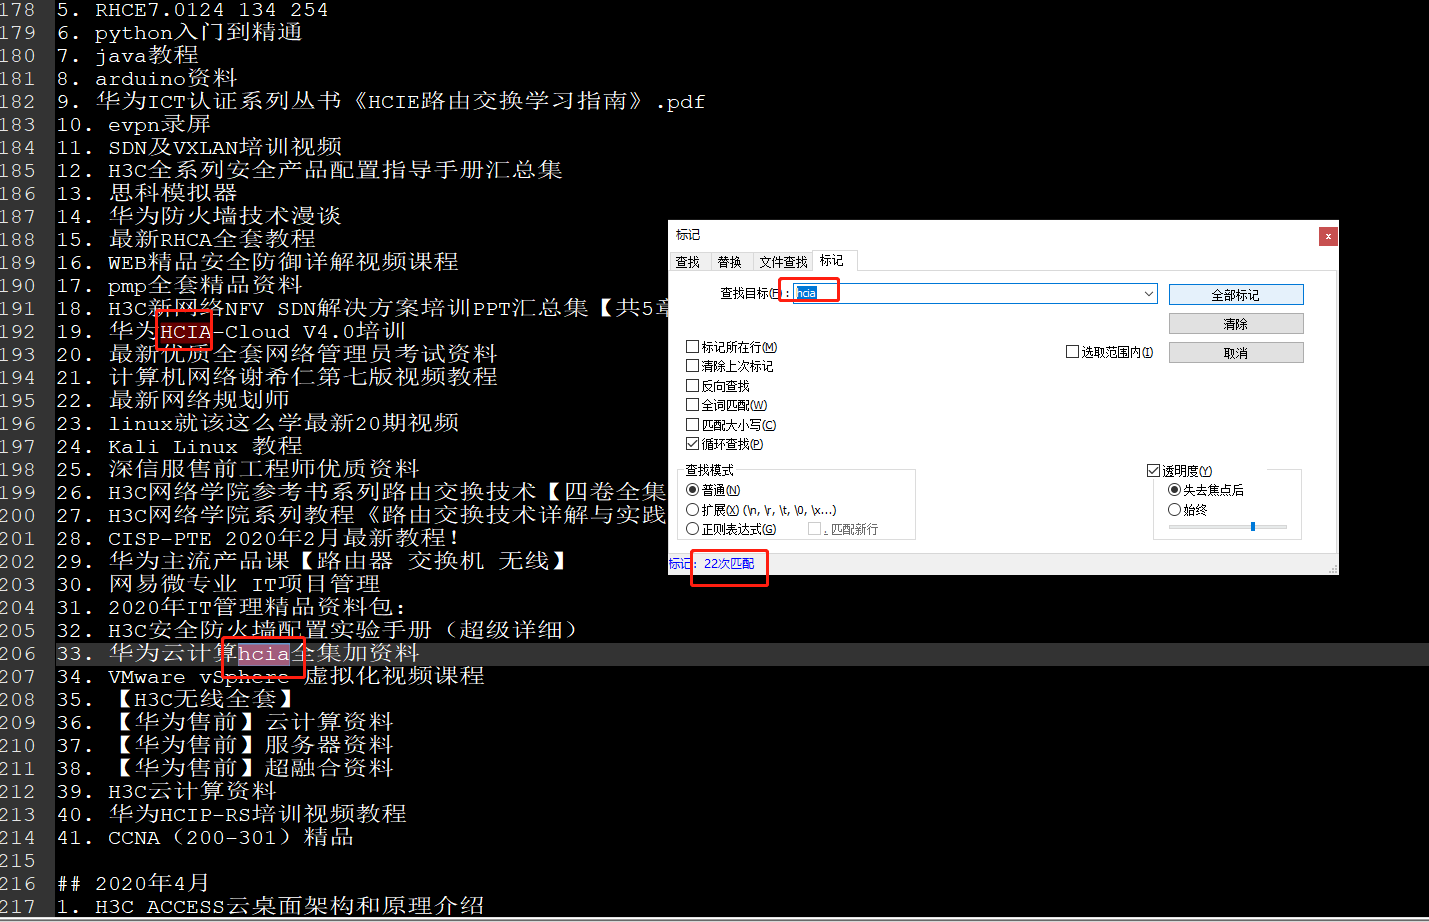 178 5. RHCE7.0124 134 254
179 6. python入门到精通
180 7. java教程
181 8. arduino资料
182 9. 华为ICT认证系列丛书《HCIE路由交换学习指南》.pdf
183 10. evpn录屏
184 11. SDN及VXLAN培训视频
185 12. H3C全系列安全产品配置指导手册汇总集
186 13. 思科模拟器
187 14. 华为防火墙技术漫谈
188 15. 最新RHCA全套教程
189 16. WEB精品安全防御详解视频课程
190 17. pmp全套精品资料
191 18. H3C新网络NFV SDN解决方案培训PPT汇总集【共5章
192 19. 华为HCIA-Cloud V4.0培训
193 20. 最新优质全套网络管理员考试资料
194 21. 计算机网络谢希仁第七版视频教程
195 22. 最新网络规划师
196 23. linux就该这么学最新20期视频
197 24. Kali Linux 教程
198 25. 深信服售前工程师优质资料
199 26. H3C网络学院参考书系列路由交换技术【四卷全集
200 27. H3C网络学院系列教程《路由交换技术详解与实践
201 28. CISP-PTE 2020年2月最新教程！
202 29. 华为主流产品课【路由器 交换机 无线】
203 30. 网易微专业 IT项目管理
204 31. 2020年IT管理精品资料包：
205 32. H3C安全防火墙配置实验手册（超级详细）
206 33. 华为云计算hcia全集加资料
207 34. VMware vSphere 虚拟化视频课程
208 35. 【H3C无线全套】
209 36. 【华为售前】云计算资料
210 37. 【华为售前】服务器资料
211 38. 【华为售前】超融合资料
212 39. H3C云计算资料
213 40. 华为HCIP-RS培训视频教程
214 41. CCNA（200-301）精品
215
216 ## 2020年4月
217 1. H3C ACCESS云桌面架构和原理介绍
标记
x
查找 替换 文件查找 标记
查找目标(F)：hcia
全部标记
清除
取消
标记所在行(M)
选取范围内(I)
清除上次标记
反向查找
全词匹配(W)
匹配大小写(C)
循环查找(P)
查找模式
普通(N)
扩展(X) (\n, \r, \t, \0, \x...)
正则表达式(G)
. 匹配新行
透明度(Y)
失去焦点后
始终
标记：22次匹配